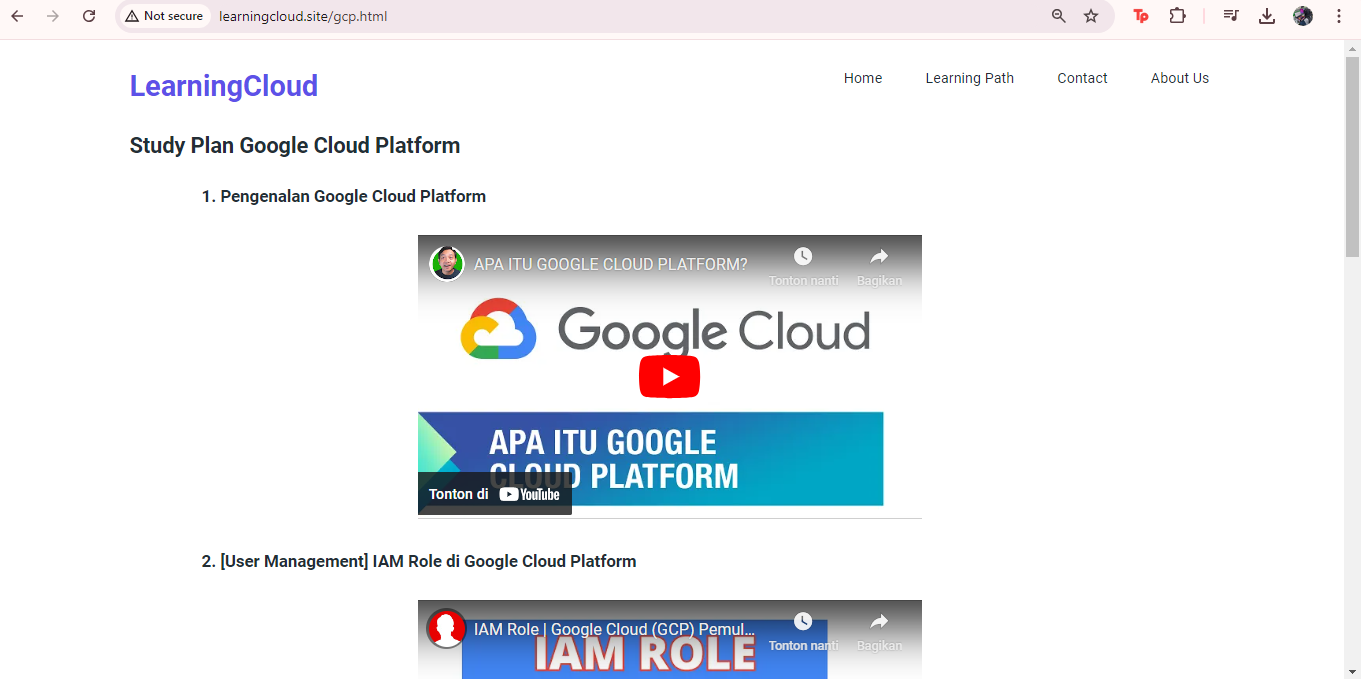 Not secure learningcloud.site/gcp.html
Tp
LearningCloud
Home Learning Path Contact About Us
Study Plan Google Cloud Platform
1. Pengenalan Google Cloud Platform
APA ITU GOOGLE CLOUD PLATFORM?
Tonton nanti Bagikan
Google Cloud
APA ITU GOOGLE
CLOUD PLATFORM
Tonton di YouTube
2. [User Management] IAM Role di Google Cloud Platform
IAM Role | Google Cloud (GCP) Pemul...
Tonton nanti Bagikan
IAM ROLE